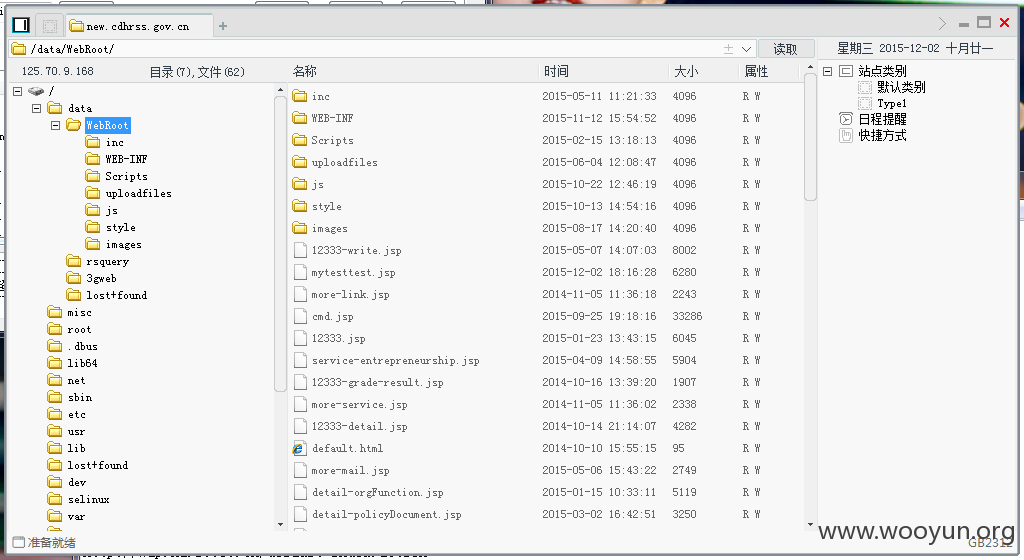 new.cdhrss.gov.cn
/data/WebRoot/
读取
星期三 2015-12-02 十月廿一
125.70.9.168
目录(7),文件(62)
名称 时间 大小 属性
/
data
WebRoot
inc
WEB-INF
Scripts
uploadfiles
js
style
images
rsquery
3gweb
lost+found
misc
root
.dbus
lib64
net
sbin
etc
usr
lib
lost+found
dev
selinux
var
inc 2015-05-11 11:21:33 4096 R W
WEB-INF 2015-11-12 15:54:52 4096 R W
Scripts 2015-02-15 13:18:13 4096 R W
uploadfiles 2015-06-04 12:08:47 4096 R W
js 2015-10-22 12:46:19 4096 R W
style 2015-10-13 14:54:16 4096 R W
images 2015-08-17 14:20:40 4096 R W
12333-write.jsp 2015-05-07 14:07:03 8002 R W
mytesttest.jsp 2015-12-02 18:16:28 6280 R W
more-link.jsp 2014-11-05 11:36:18 2243 R W
cmd.jsp 2015-09-25 19:18:16 33286 R W
12333.jsp 2015-01-23 13:43:15 6045 R W
service-entrepreneurship.jsp 2015-04-09 14:58:55 5904 R W
12333-grade-result.jsp 2014-10-16 13:39:20 1907 R W
more-service.jsp 2014-11-05 11:36:02 2338 R W
12333-detail.jsp 2014-10-14 21:14:07 4282 R W
default.html 2014-10-10 15:55:15 95 R W
more-mail.jsp 2015-05-06 15:43:22 2749 R W
detail-orgFunction.jsp 2015-01-15 10:33:11 5119 R W
detail-policyDocument.jsp 2015-03-02 16:42:51 3250 R W
站点类别
默认类别
Type1
日程提醒
快捷方式
准备就绪
GB2312
www.wooyun.org